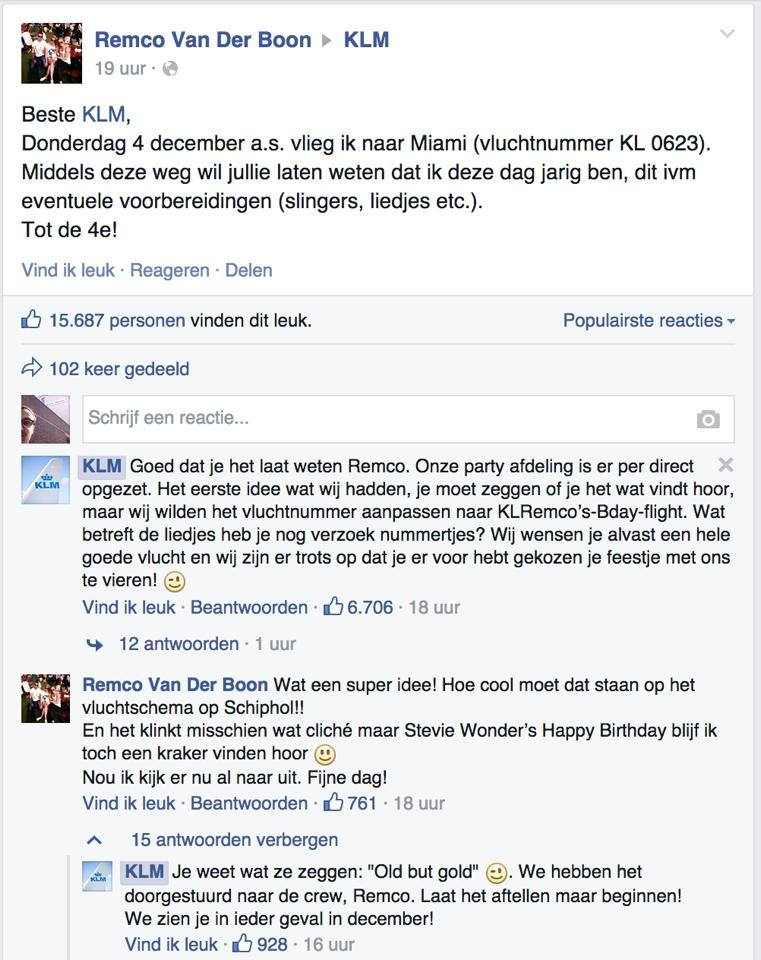 Remco Van Der Boon ▸ KLM
19 uur ·
Beste KLM,
Donderdag 4 december a.s. vlieg ik naar Miami (vluchtnummer KL 0623).
Middels deze weg wil jullie laten weten dat ik deze dag jarig ben, dit ivm
eventuele voorbereidingen (slingers, liedjes etc.).
Tot de 4e!
Vind ik leuk · Reageren · Delen
15.687 personen vinden dit leuk.
Populairste reacties
102 keer gedeeld
Schrijf een reactie...
KLM
KLM Goed dat je het laat weten Remco. Onze party afdeling is er per direct
opgezet. Het eerste idee wat wij hadden, je moet zeggen of je het wat vindt hoor,
maar wij wilden het vluchtnummer aanpassen naar KLRemco's-Bday-flight. Wat
betreft de liedjes heb je nog verzoek nummertjes? Wij wensen je alvast een hele
goede vlucht en wij zijn er trots op dat je er voor hebt gekozen je feestje met ons
te vieren!
Vind ik leuk · Beantwoorden · 6.706 · 18 uur
12 antwoorden · 1 uur
Remco Van Der Boon Wat een super idee! Hoe cool moet dat staan op het
vluchtschema op Schiphol!!
En het klinkt misschien wat cliché maar Stevie Wonder's Happy Birthday blijf ik
toch een kraker vinden hoor
Nou ik kijk er nu al naar uit. Fijne dag!
Vind ik leuk · Beantwoorden · 761 · 18 uur
15 antwoorden verbergen
KLM
KLM Je weet wat ze zeggen: "Old but gold" . We hebben het
doorgestuurd naar de crew, Remco. Laat het aftellen maar beginnen!
We zien je in ieder geval in december!
Vind ik leuk · 928 · 16 uur